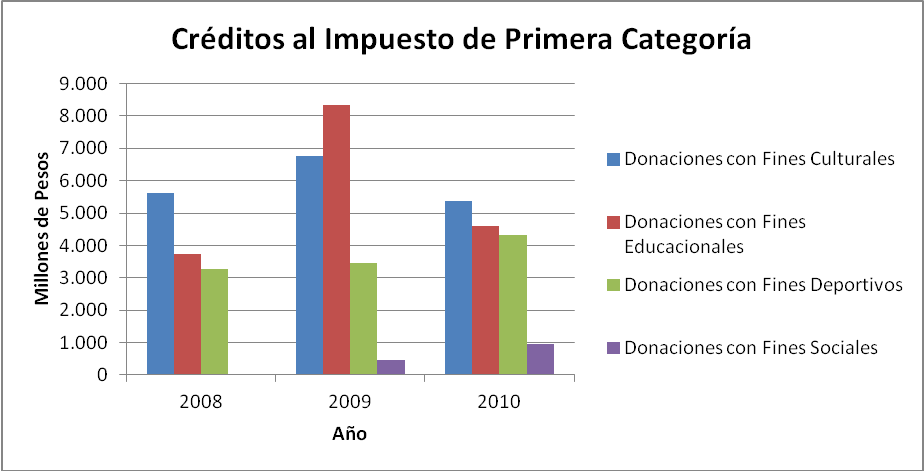 Créditos al Impuesto de Primera Categoría
9.000
8.000
7.000
6.000
5.000
4.000
3.000
2.000
1.000
0
Millones de Pesos
2008
2009
2010
Año
Donaciones con Fines Culturales
Donaciones con Fines
Educacionales
Donaciones con Fines Deportivos
Donaciones con Fines Sociales